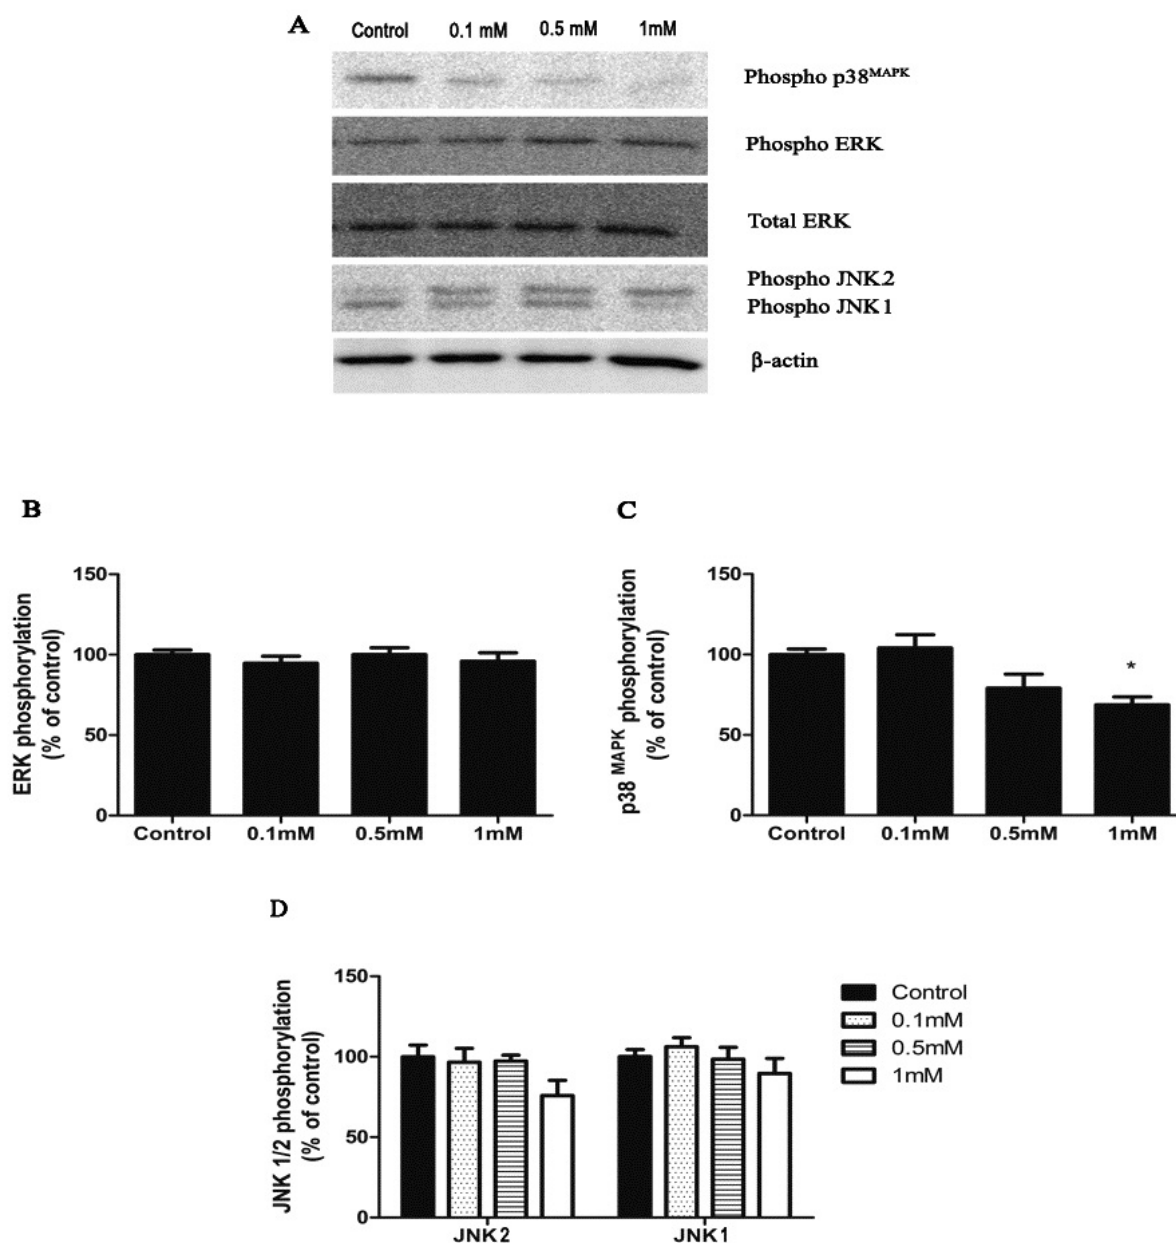 A
Control 0.1 mM 0.5 mM 1mM
Phospho p38MAPK
Phospho ERK
Total ERK
Phospho JNK2
Phospho JNK1
β-actin
B
ERK phosphorylation
(% of control)
150
100
50
0
Control 0.1mM 0.5mM 1mM
C
p38 MAPK phosphorylation
(% of control)
150
100
50
0
*
Control 0.1mM 0.5mM 1mM
D
JNK 1/2 phosphorylation
(% of control)
150
100
50
0
JNK2 JNK1
Control
0.1mM
0.5mM
1mM